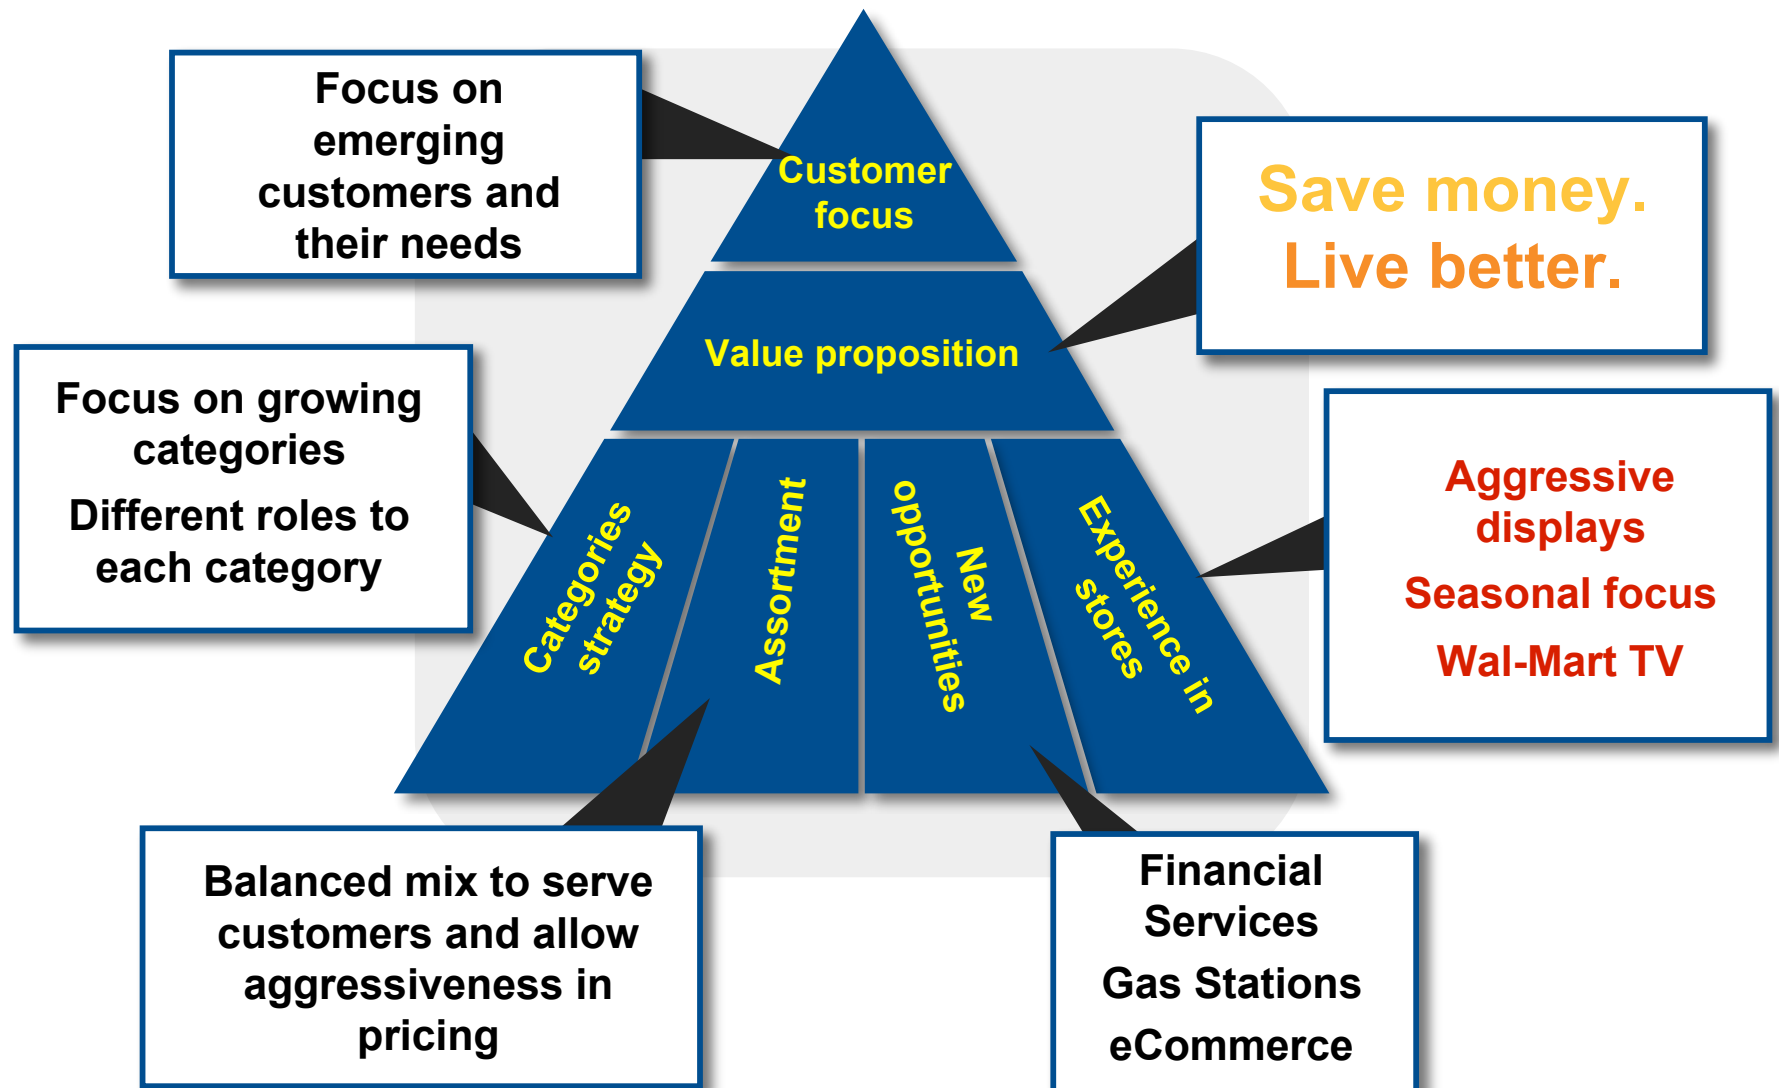 Focus on
emerging
customers and
their needs
Customer
focus
Save money.
Live better.
Value proposition
Focus on growing
categories
Different roles to
each category
Categories
strategy
Assortment
New
opportunities
Experience in
stores
Aggressive
displays
Seasonal focus
Wal-Mart TV
Balanced mix to serve
customers and allow
aggressiveness in
pricing
Financial
Services
Gas Stations
eCommerce